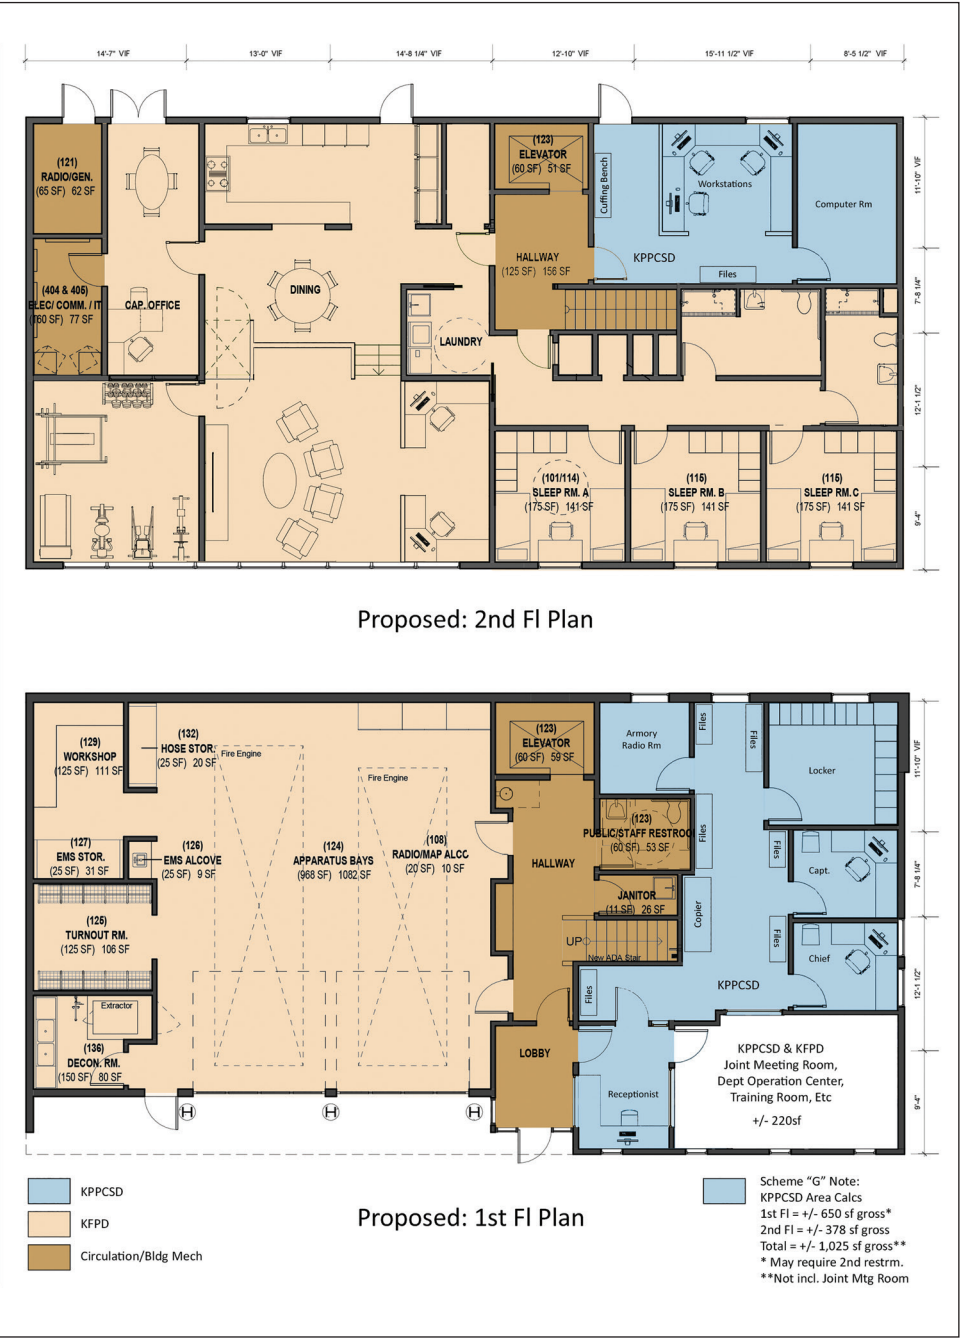 14'-7" VIF
13'-0" VIF
14'-8 1/4" VIF
12'-10" VIF
15'-11 1/2" VIF
8'-5 1/2" VIF
(121)
RADIO/GEN.
(65 SF) 62 SF
(123)
ELEVATOR
(60 SF) 51 SF
Cuffing Bench
Workstations
Computer Rm
11'-10" VIF
HALLWAY
(125 SF) 156 SF
KPPCSD
Files
(404 & 405)
ELEC/ COMM. / IT
(160 SF) 77 SF
CAP. OFFICE
DINING
LAUNDRY
7'-8 1/4"
12'-1 1/2"
(101/114)
SLEEP RM. A
(175 SF) 141 SF
(115)
SLEEP RM. B
(175 SF) 141 SF
(115)
SLEEP RM. C
(175 SF) 141 SF
9'-4"
Proposed: 2nd Fl Plan
(129)
WORKSHOP
(125 SF) 111 SF
(132)
HOSE STOR.
(25 SF) 20 SF
Fire Engine
Fire Engine
(123)
ELEVATOR
(60 SF) 59 SF
Armory
Radio Rm
Files
Files
Locker
11'-10" VIF
(127)
EMS STOR.
(25 SF) 31 SF
(126)
EMS ALCOVE
(25 SF) 9 SF
(124)
APPARATUS BAYS
(968 SF) 1082 SF
(108)
RADIO/MAP ALCC
(20 SF) 10 SF
HALLWAY
(123)
PUBLIC/STAFF RESTROO
(60 SF) 53 SF
Files
Files
Capt.
7'-8 1/4"
(125)
TURNOUT RM.
(125 SF) 106 SF
JANITOR
(11 SF) 26 SF
Copier
UP
New ADA Stair
Files
Chief
Files
KPPCSD
12'-1 1/2"
Extractor
(136)
DECON. RM.
(150 SF) 80 SF
LOBBY
Receptionist
KPPCSD & KFPD
Joint Meeting Room,
Dept Operation Center,
Training Room, Etc
+/- 220sf
9'-4"
H
H
H
KPPCSD
KFPD
Circulation/Bldg Mech
Proposed: 1st Fl Plan
Scheme “G” Note:
KPPCSD Area Calcs
1st Fl = +/- 650 sf gross*
2nd Fl = +/- 378 sf gross
Total = +/- 1,025 sf gross**
* May require 2nd restrm.
**Not incl. Joint Mtg Room